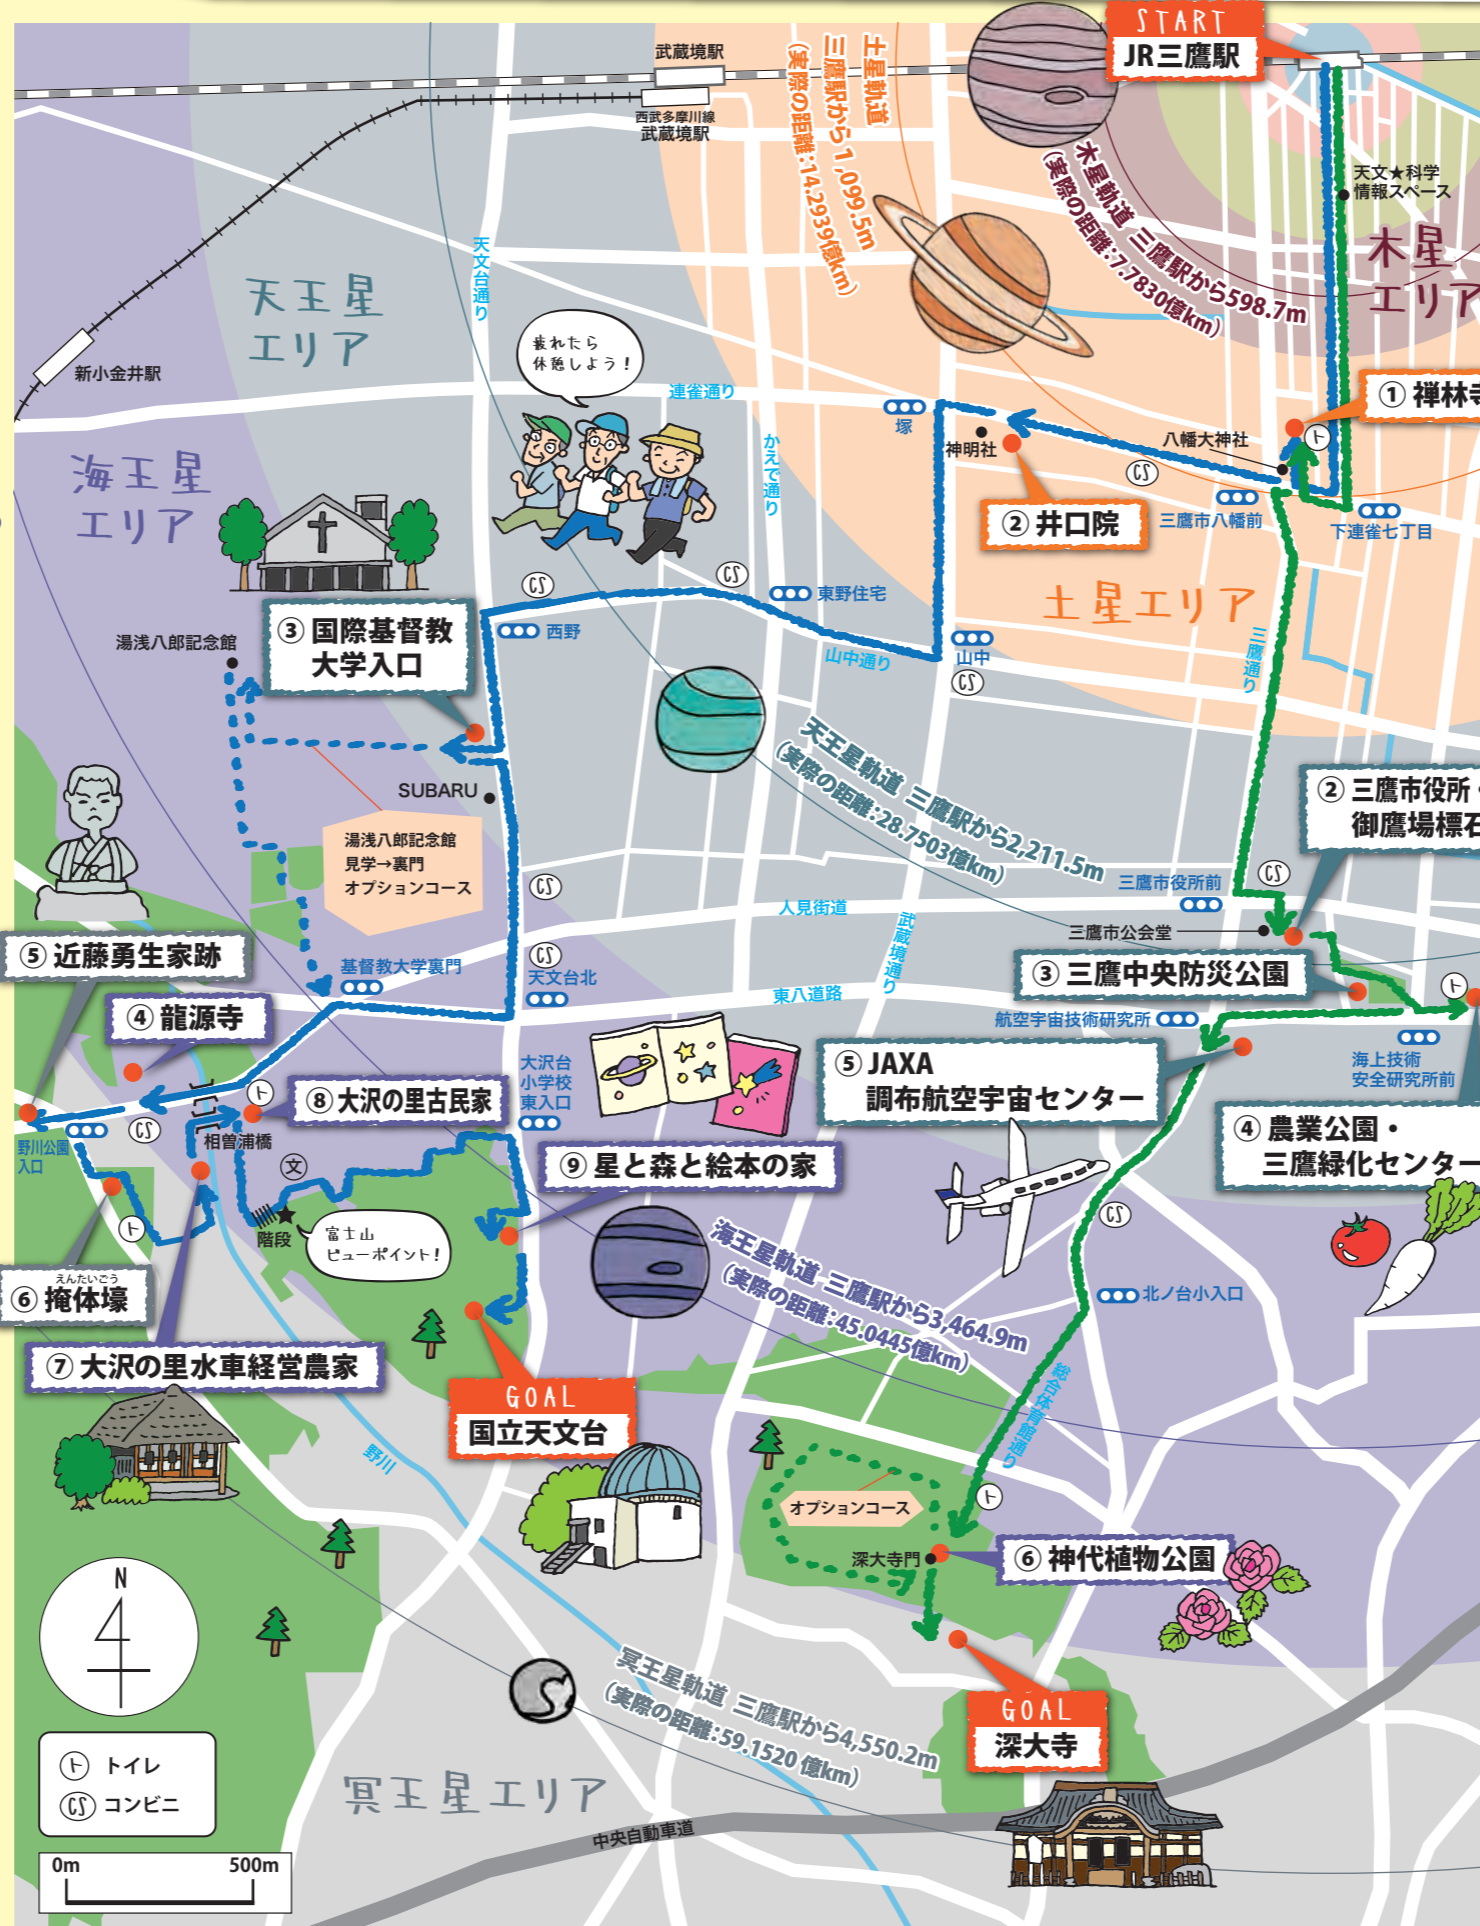 START
JR三鷹駅
武蔵境駅
西武多摩川線
武蔵境駅
土星軌道
三鷹駅から1,099.5m
(実際の距離:14.2939億km)
木星軌道 三鷹駅から598.7m
(実際の距離:7.7830億km)
天文★科学
情報スペース
木星
エリア
天文台通り
天王星
エリア
疲れたら
休憩しよう!
新小金井駅
連雀通り
塚
神明社
八幡大神社
① 禅林寺
ト
CS
かえで通り
海王星
エリア
② 井口院
三鷹市八幡前
下連雀七丁目
CS
CS
東野住宅
土星エリア
③ 国際基督教
大学入口
西野
山中通り
山中
CS
三鷹通り
湯浅八郎記念館
天王星軌道 三鷹駅から2,211.5m
(実際の距離:28.7503億km)
SUBARU
② 三鷹市役所・
御鷹場標石
湯浅八郎記念館
見学→裏門
オプションコース
CS
三鷹市役所前
CS
人見街道
武蔵境通り
三鷹市公会堂
⑤ 近藤勇生家跡
基督教大学裏門
CS
天文台北
東八道路
③ 三鷹中央防災公園
ト
④ 龍源寺
航空宇宙技術研究所
海上技術
安全研究所前
大沢台
小学校
東入口
⑤ JAXA
調布航空宇宙センター
ト
⑧ 大沢の里古民家
CS
相曽浦橋
野川公園
入口
文
④ 農業公園・
三鷹緑化センター
⑨ 星と森と絵本の家
ト
階段
富士山
ビューポイント!
CS
海王星軌道 三鷹駅から3,464.9m
(実際の距離:45.0445億km)
えんたいごう
⑥ 掩体壕
北ノ台小入口
⑦ 大沢の里水車経営農家
GOAL
国立天文台
総合体育館通り
野川
ト
オプションコース
深大寺門
⑥ 神代植物公園
N
冥王星軌道 三鷹駅から4,550.2m
(実際の距離:59.1520 億km)
GOAL
深大寺
ト トイレ
CS コンビニ
冥王星エリア
中央自動車道
0m 500m